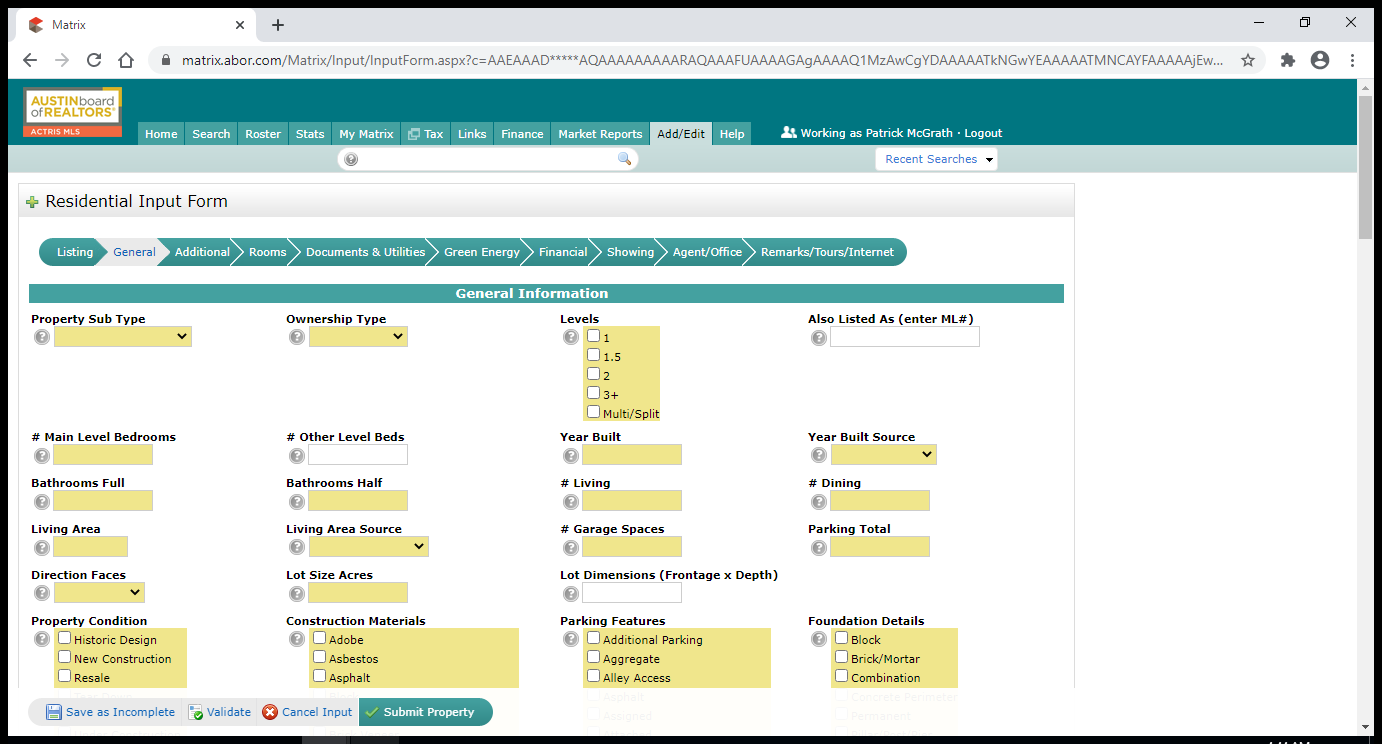 Matrix
matrix.abor.com/Matrix/Input/InputForm.aspx?c=AAEAAAD*****AQAAAAAAAAARAQAAAFUAAAAGAgAAAAQ1MzAwCgYDAAAAATkNGwYEAAAAATMNCAYFAAAAAjEw...
AUSTINboard
ofREALTORS®
ACTRIS MLS
Home Search Roster Stats My Matrix Tax Links Finance Market Reports Add/Edit Help Working as Patrick McGrath · Logout
Recent Searches
Residential Input Form
Listing General Additional Rooms Documents & Utilities Green Energy Financial Showing Agent/Office Remarks/Tours/Internet
General Information
Property Sub Type Ownership Type Levels Also Listed As (enter ML#)
1
1.5
2
3+
Multi/Split
# Main Level Bedrooms # Other Level Beds Year Built Year Built Source
Bathrooms Full Bathrooms Half # Living # Dining
Living Area Living Area Source # Garage Spaces Parking Total
Direction Faces Lot Size Acres Lot Dimensions (Frontage x Depth)
Property Condition Construction Materials Parking Features Foundation Details
Historic Design Adobe Additional Parking Block
New Construction Asbestos Aggregate Brick/Mortar
Resale Asphalt Alley Access Combination
Asphalt Concrete Perimeter
Save as Incomplete Validate Cancel Input Submit Property Assigned Permanent